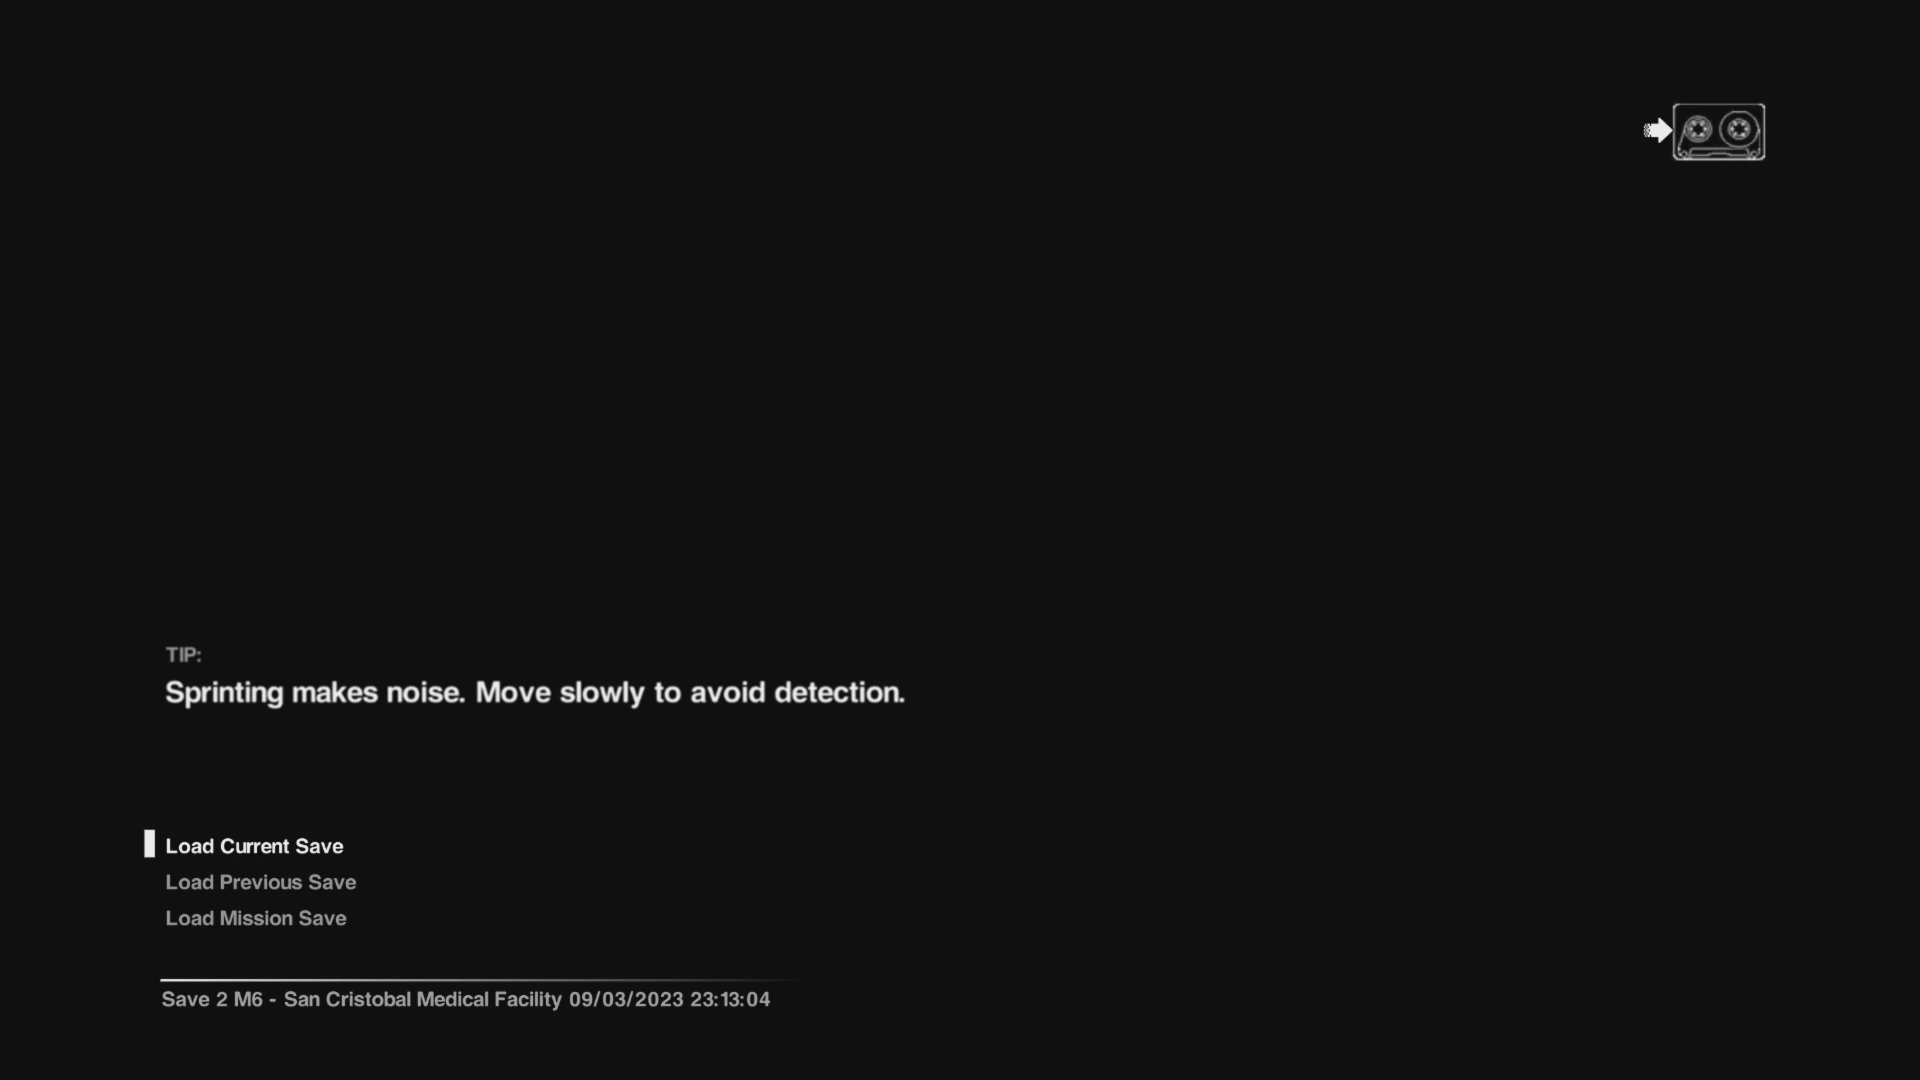 TIP:
Sprinting makes noise. Move slowly to avoid detection.
Load Current Save
Load Previous Save
Load Mission Save
Save 2 M6 - San Cristobal Medical Facility 09/03/2023 23:13:04